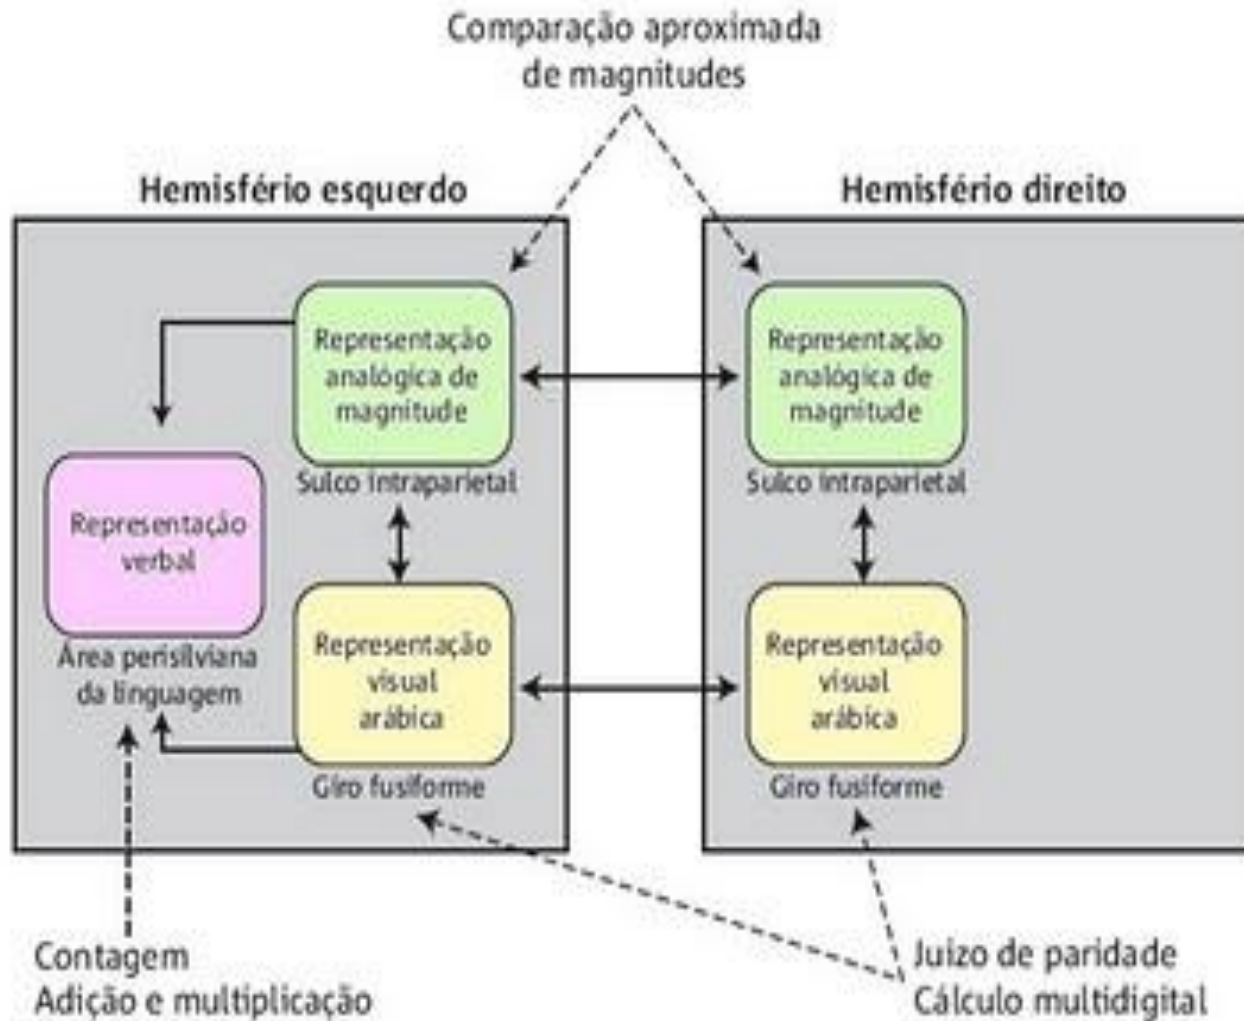 Comparação aproximada
de magnitudes
Hemisfério esquerdo
Hemisfério direito
Representação
analógica de
magnitude
Sulco intraparietal
Representação
analógica de
magnitude
Sulco intraparietal
Representação
verbal
Área perisilviana
da linguagem
Representação
visual
arábica
Giro fusiforme
Representação
visual
arábica
Giro fusiforme
Contagem
Adição e multiplicação
Juizo de paridade
Cálculo multidigital